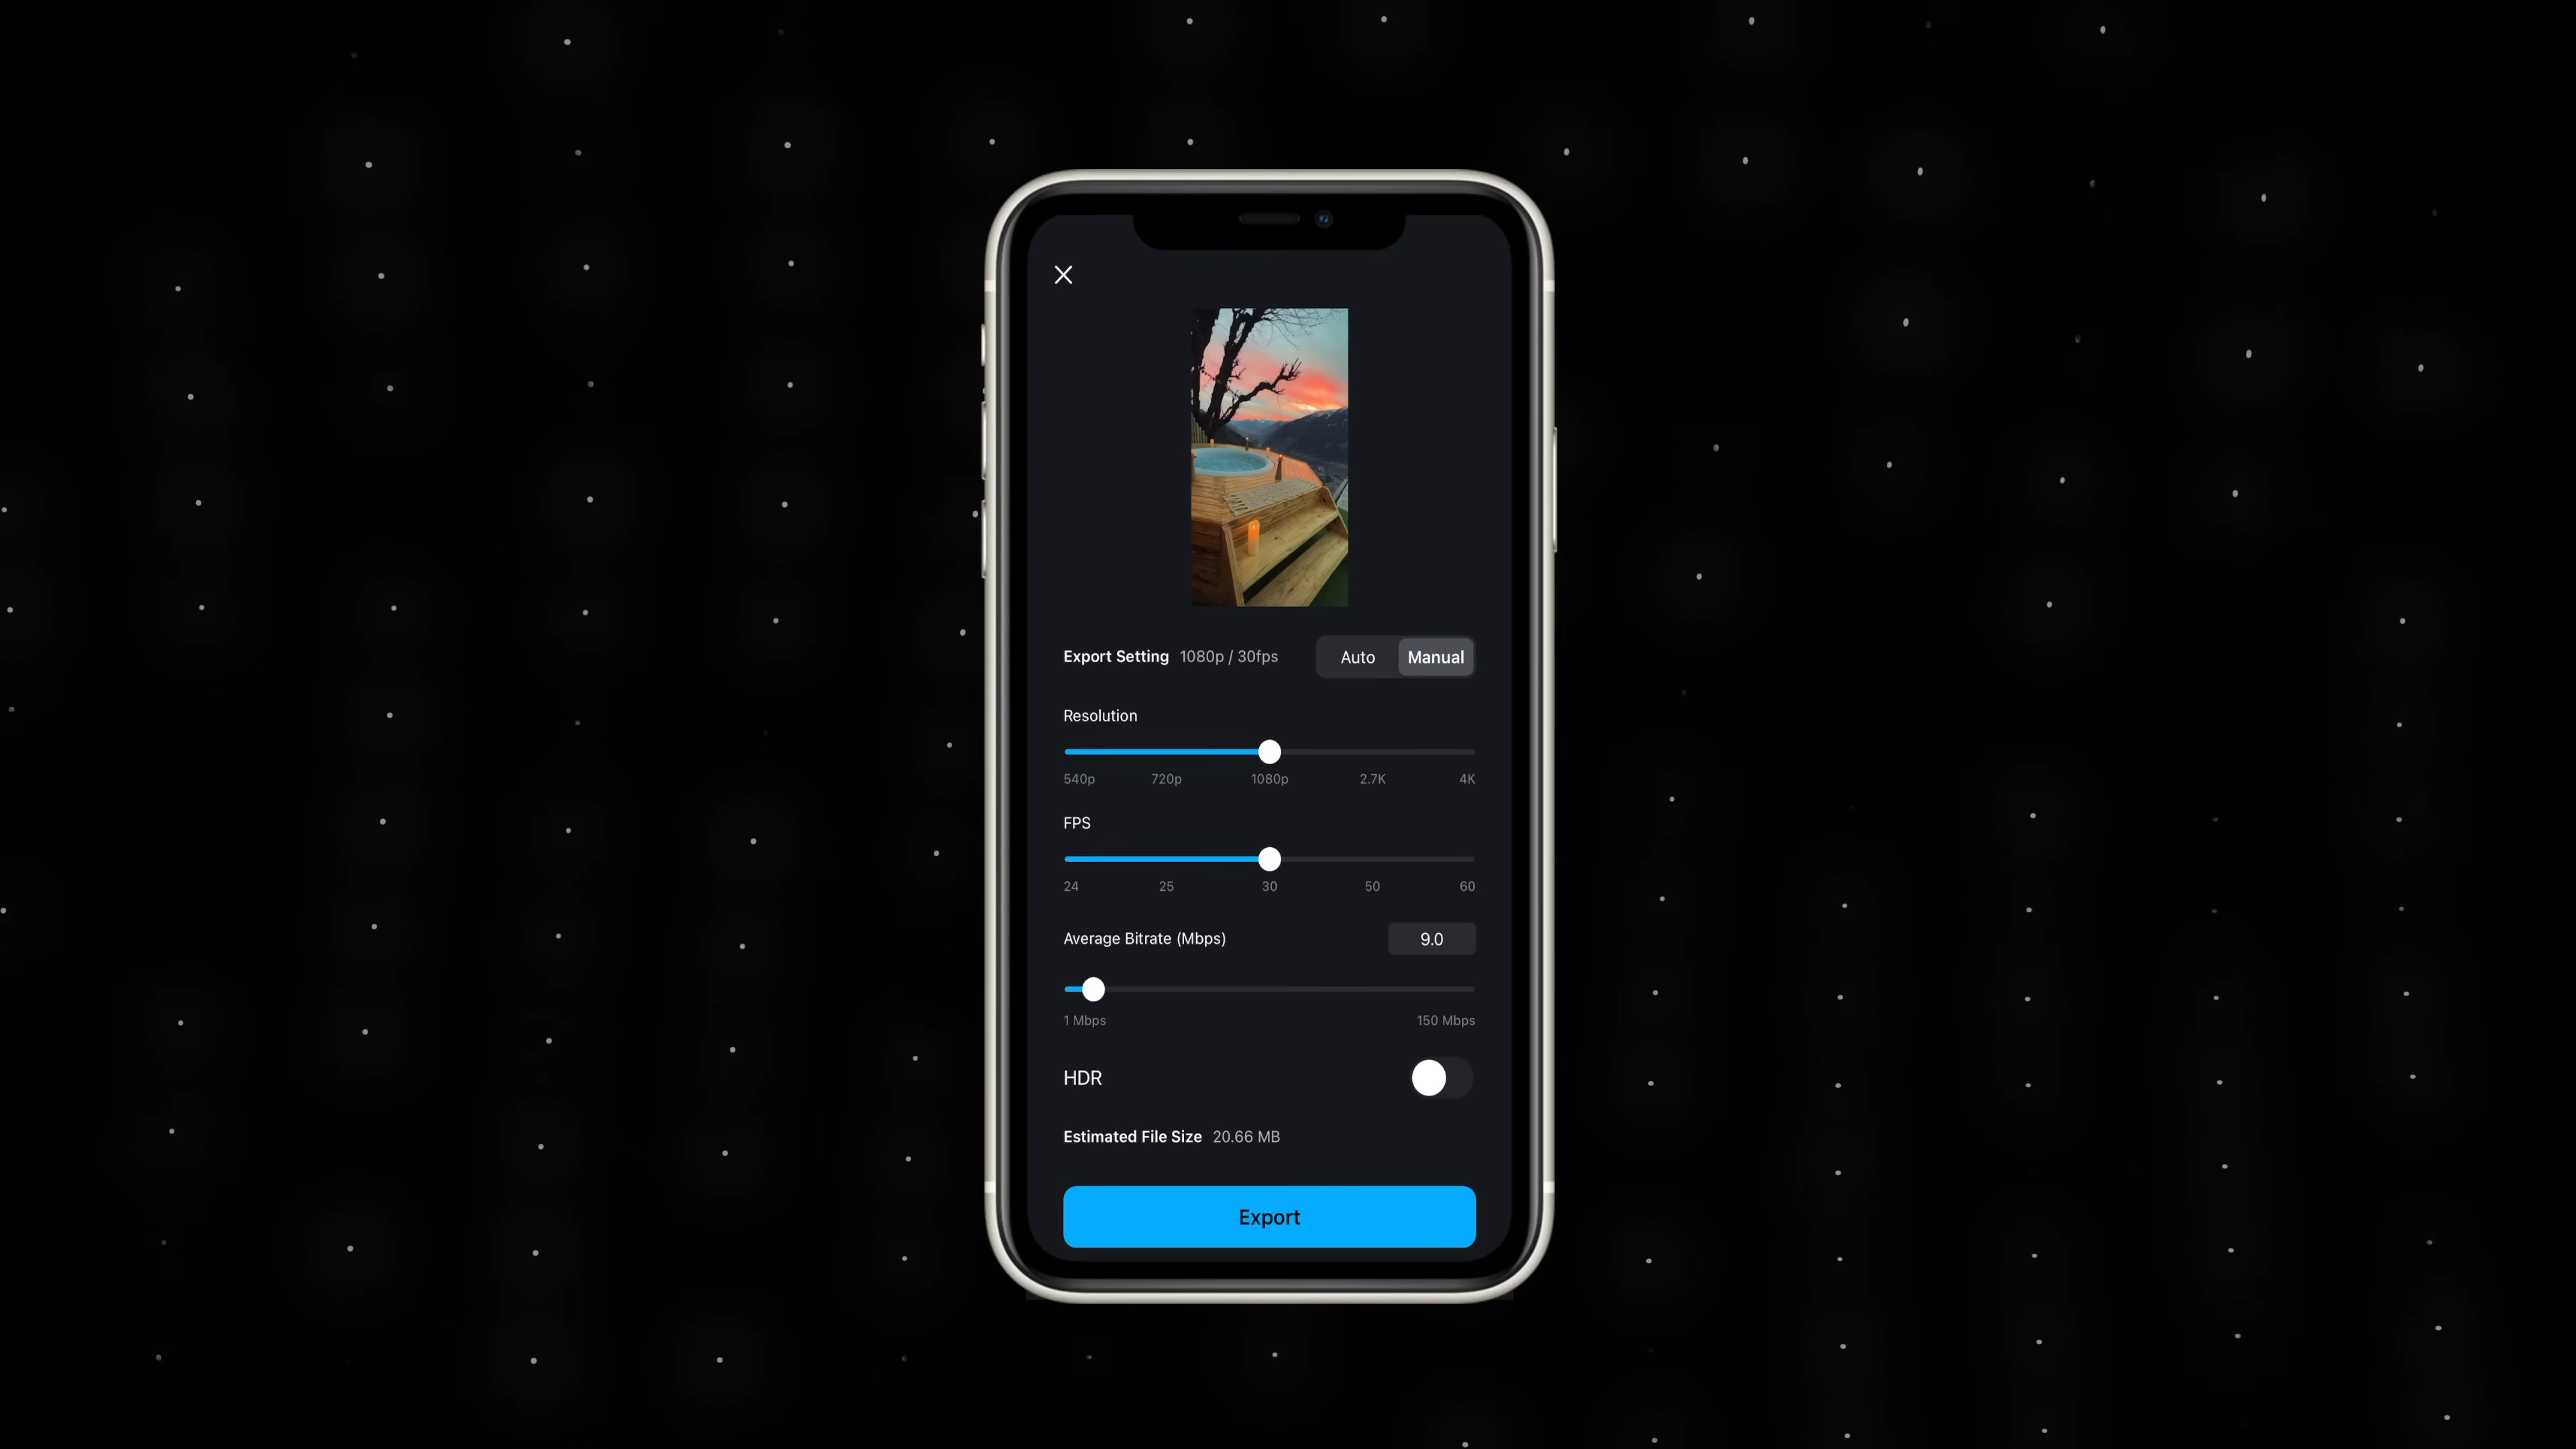 Export Setting 1080p / 30fps Auto Manual
Resolution
540p 720p 1080p 2.7K 4K
FPS
24 25 30 50 60
Average Bitrate (Mbps) 9.0
1 Mbps 150 Mbps
HDR
Estimated File Size 20.66 MB
Export